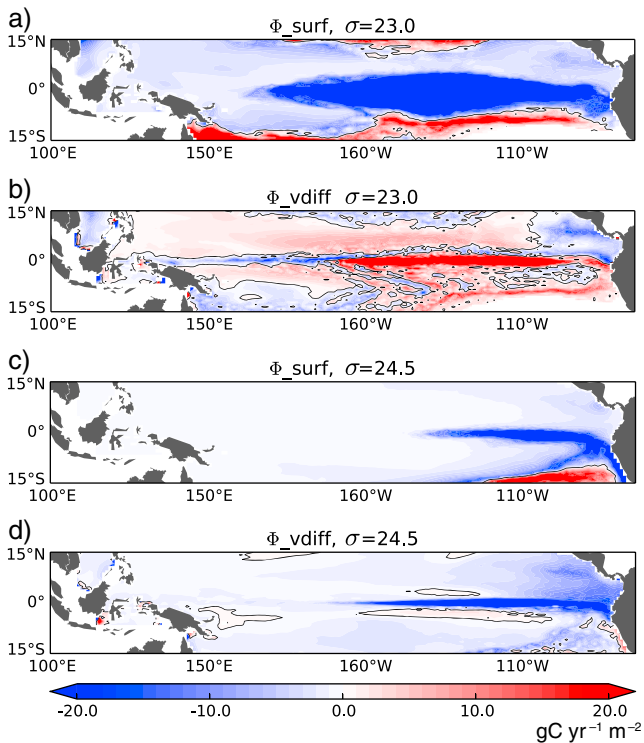 a)
Φ_surf, σ=23.0
15°N
0°
15°S
100°E 150°E 160°W 110°W
b)
Φ_vdiff, σ=23.0
15°N
0°
15°S
100°E 150°E 160°W 110°W
c)
Φ_surf, σ=24.5
15°N
0°
15°S
100°E 150°E 160°W 110°W
d)
Φ_vdiff, σ=24.5
15°N
0°
15°S
100°E 150°E 160°W 110°W
-20.0 -10.0 0.0 10.0 20.0
gC yr⁻¹ m⁻²